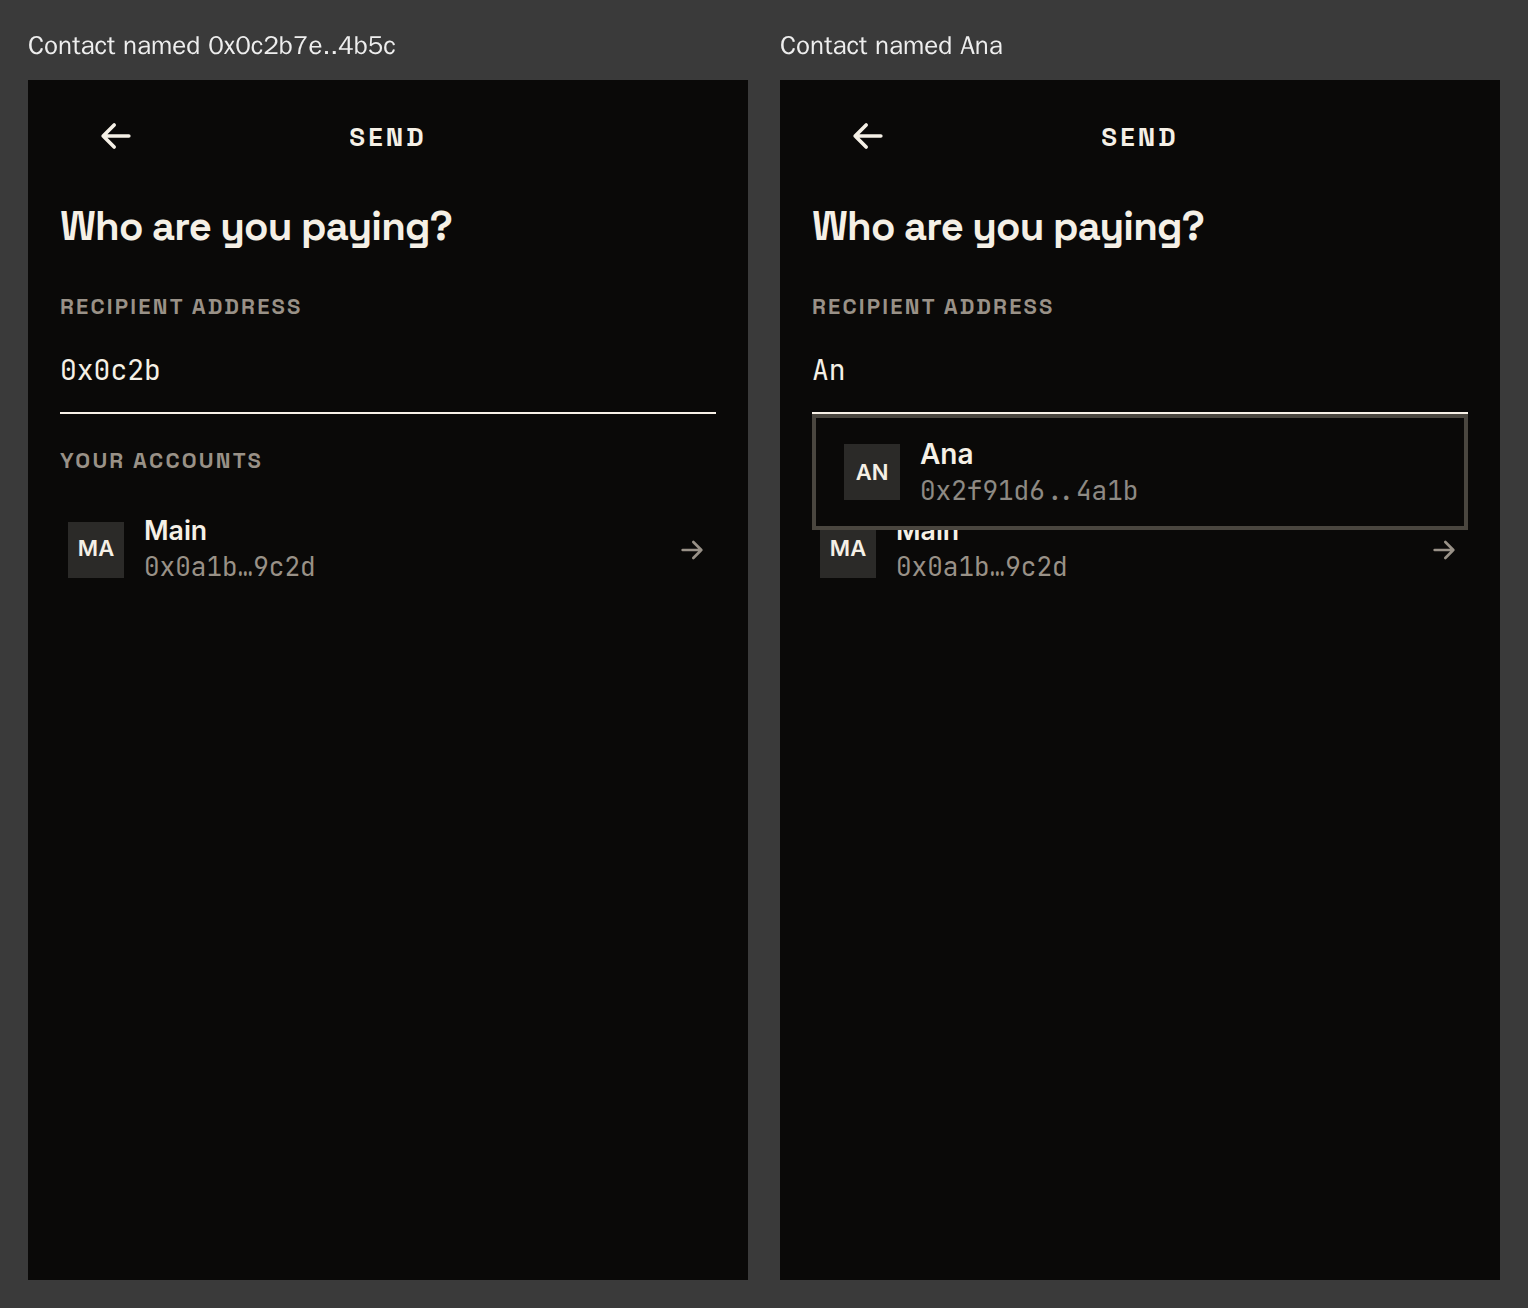 Contact named 0x0c2b7e..4b5c
SEND
Who are you paying?
RECIPIENT ADDRESS
0x0c2b
YOUR ACCOUNTS
MA
Main
0x0a1b…9c2d
Contact named Ana
SEND
Who are you paying?
RECIPIENT ADDRESS
An
AN
Ana
0x2f91d6..4a1b
MA
Main
0x0a1b…9c2d